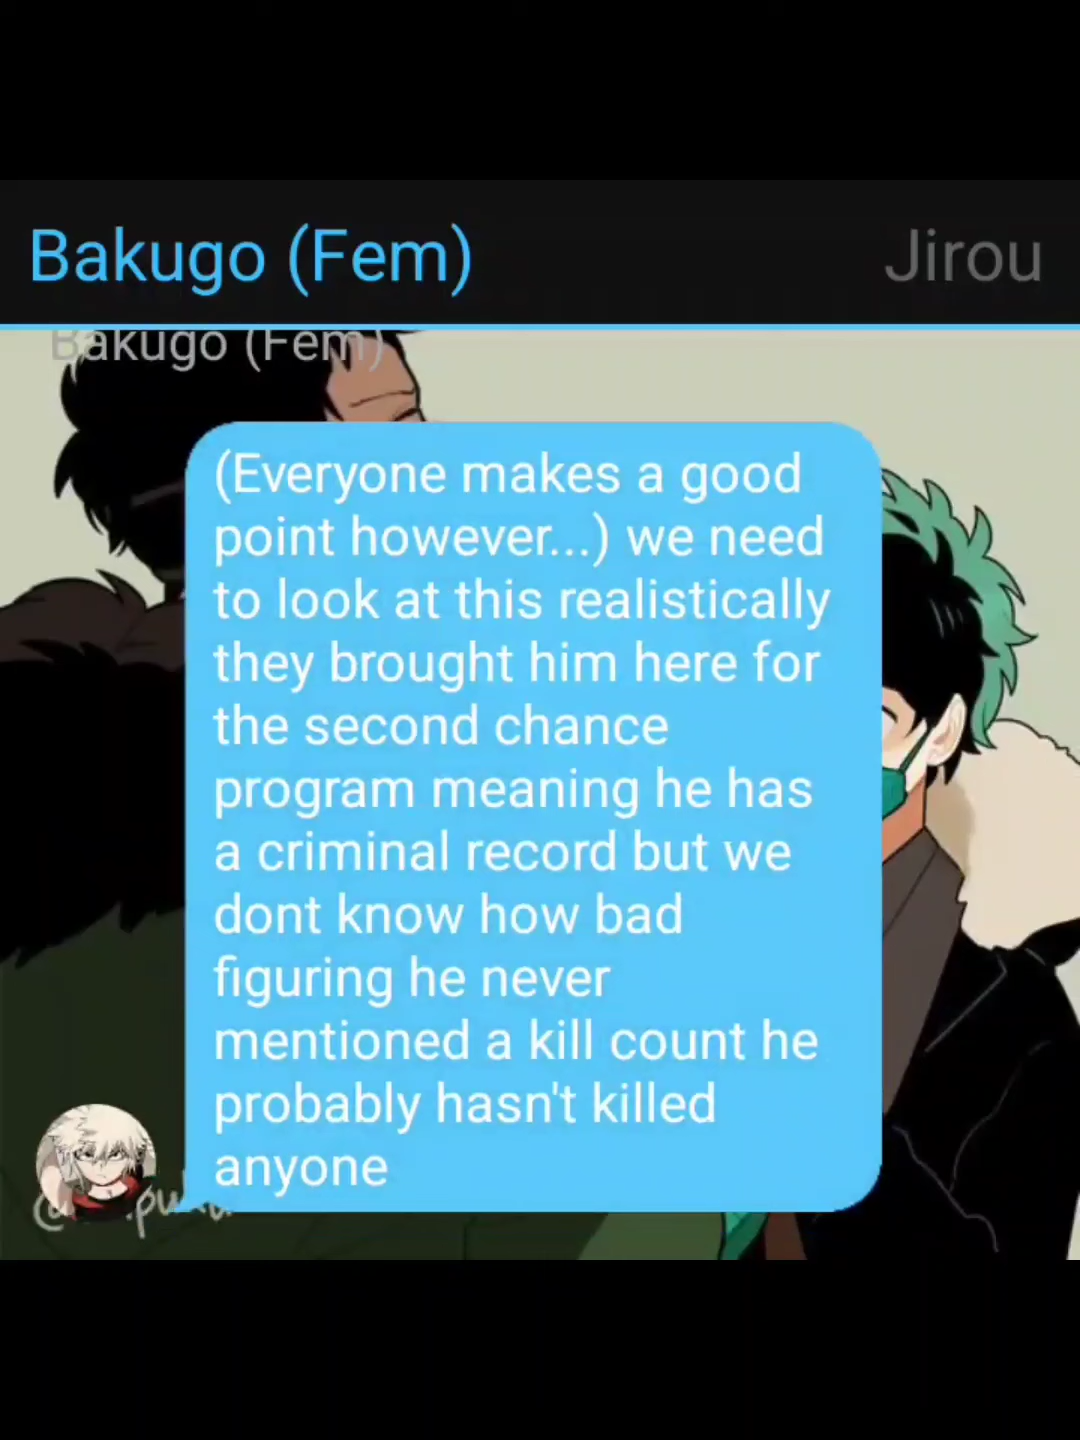 Bakugo (Fem)
Jirou
Bakugo (Fem)
(Everyone makes a good
point however...) we need
to look at this realistically
they brought him here for
the second chance
program meaning he has
a criminal record but we
dont know how bad
figuring he never
mentioned a kill count he
probably hasn't killed
anyone